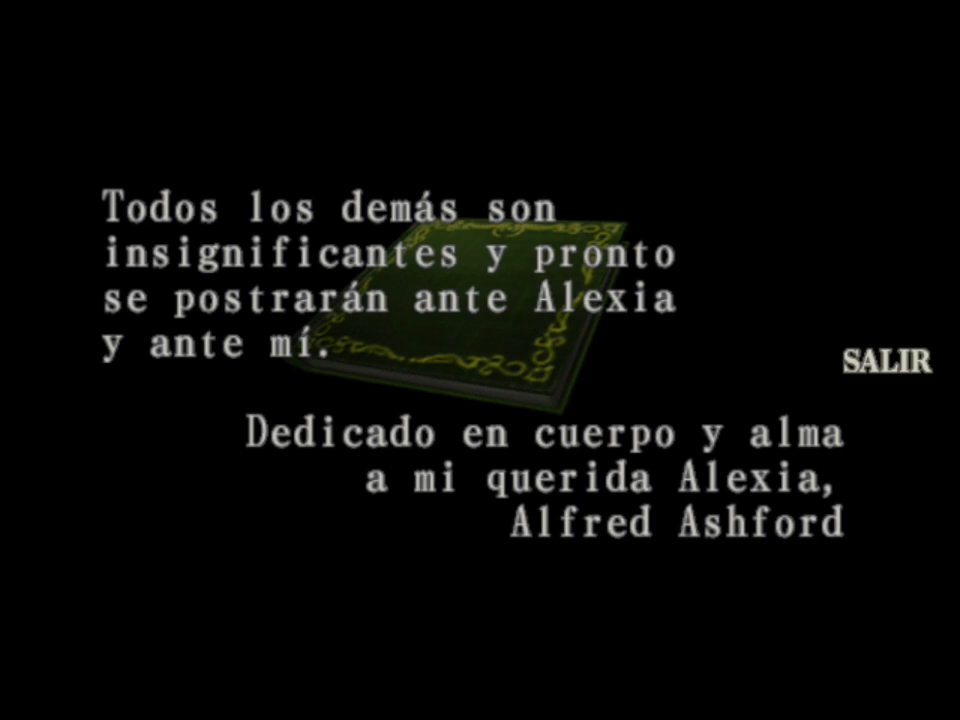 Todos los demás son
insignificantes y pronto
se postrarán ante Alexia
y ante mí.
SALIR
Dedicado en cuerpo y alma
a mi querida Alexia,
Alfred Ashford